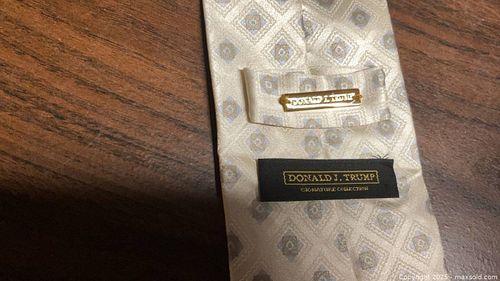 DONALD J. TRUMP
DONALD J. TRUMP
SIGNATURE COLLECTION
Copyright 2025 - maxsold.com